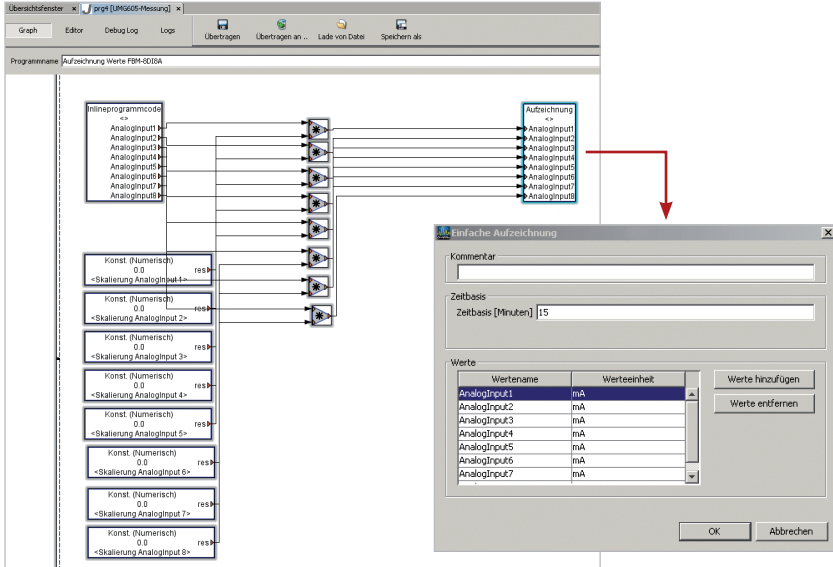 Übersichtsfenster × prg4 [UMG605-Messung] ×
Graph Editor Debug Log Logs Übertragen Übertragen an .. Lade von Datei Speichern als
Programmname Aufzeichnung Werte FBM-8DI8A
Inlineprogrammcode
<>
AnalogInput1
AnalogInput2
AnalogInput3
AnalogInput4
AnalogInput5
AnalogInput6
AnalogInput7
AnalogInput8
Aufzeichnung
<>
AnalogInput1
AnalogInput2
AnalogInput3
AnalogInput4
AnalogInput5
AnalogInput6
AnalogInput7
AnalogInput8
Konst. (Numerisch)
0.0 res
<Skalierung AnalogInput 1>
Konst. (Numerisch)
0.0 res
<Skalierung AnalogInput 2>
Konst. (Numerisch)
0.0 res
<Skalierung AnalogInput 3>
Konst. (Numerisch)
0.0 res
<Skalierung AnalogInput 4>
Konst. (Numerisch)
0.0 res
<Skalierung AnalogInput 5>
Konst. (Numerisch)
0.0 res
<Skalierung AnalogInput 6>
Konst. (Numerisch)
0.0 res
<Skalierung AnalogInput 7>
Konst. (Numerisch)
0.0 res
<Skalierung AnalogInput 8>
Einfache Aufzeichnung
Kommentar
Zeitbasis
Zeitbasis [Minuten] 15
Werte
Wertename Werteeinheit
AnalogInput1 mA
AnalogInput2 mA
AnalogInput3 mA
AnalogInput4 mA
AnalogInput5 mA
AnalogInput6 mA
AnalogInput7 mA
Werte hinzufügen
Werte entfernen
OK Abbrechen